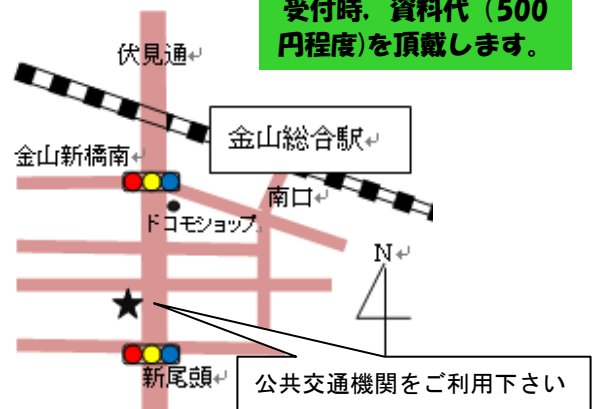 受付時，資料代（500
円程度)を頂戴します。
伏見通↵
金山総合駅↵
金山新橋南↵
南口↵
ドコモショップ
N↵
新尾頭↵
公共交通機関をご利用下さい